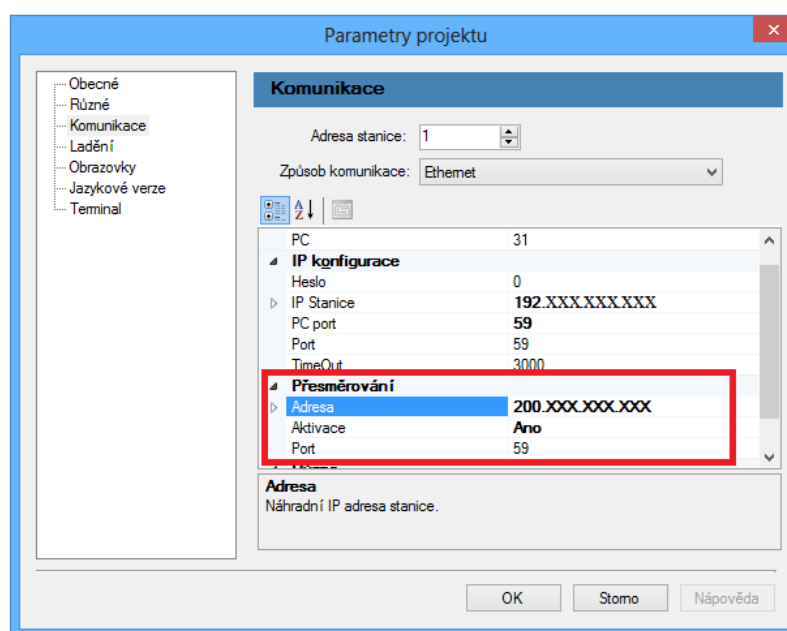 Parametry projektu
Obecné
Různé
Komunikace
Ladění
Obrazovky
Jazykové verze
Terminal
Komunikace
Adresa stanice: 1
Způsob komunikace: Ethernet
PC 31
IP konfigurace
Heslo 0
IP Stanice 192.XXX.XXX.XXX
PC port 59
Port 59
TimeOut 3000
Přesměrování
Adresa 200.XXX.XXX.XXX
Aktivace Ano
Port 59
Adresa
Náhradní IP adresa stanice.
OK Storno Nápověda